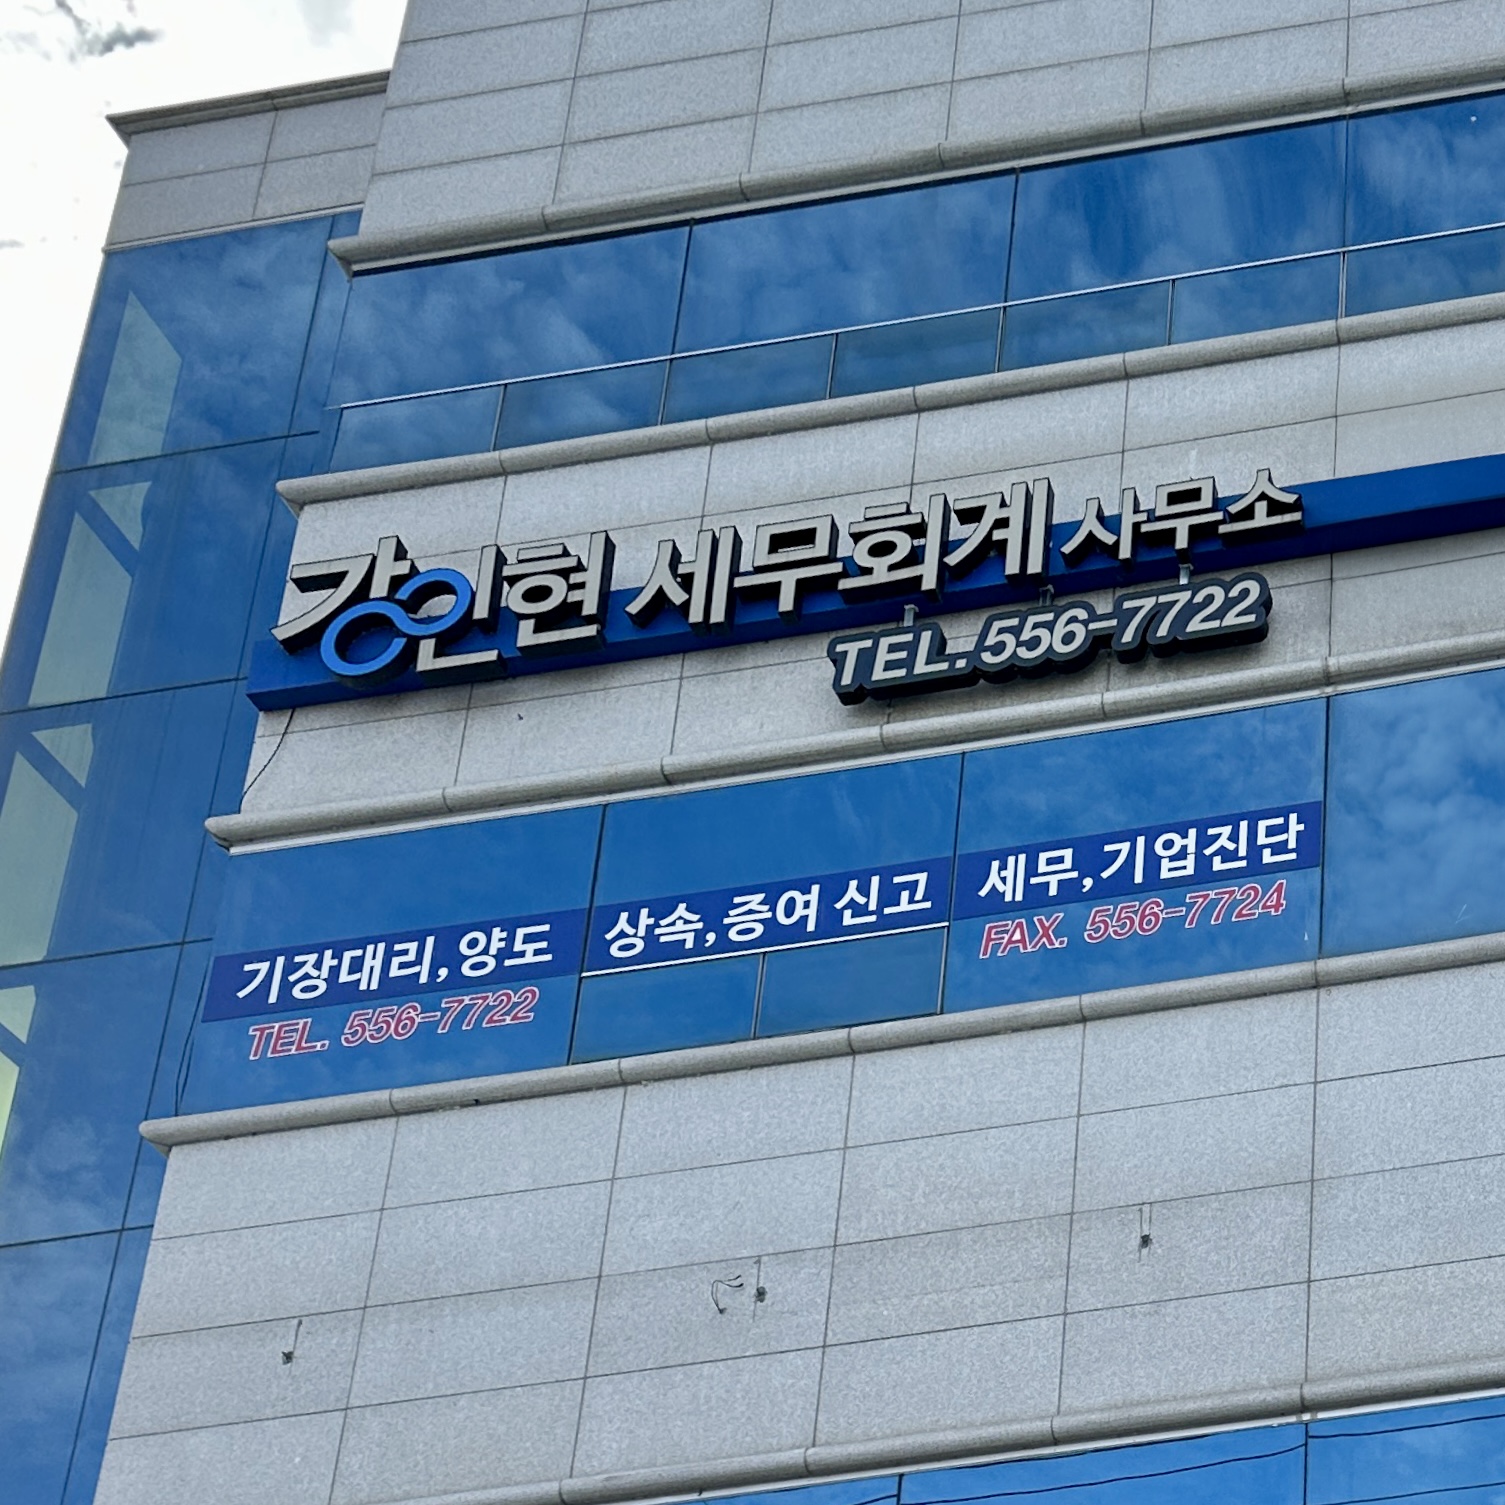 강인현 세무회계 사무소
TEL. 556-7722
기장대리, 양도
TEL. 556-7722
상속, 증여 신고
세무, 기업진단
FAX. 556-7724